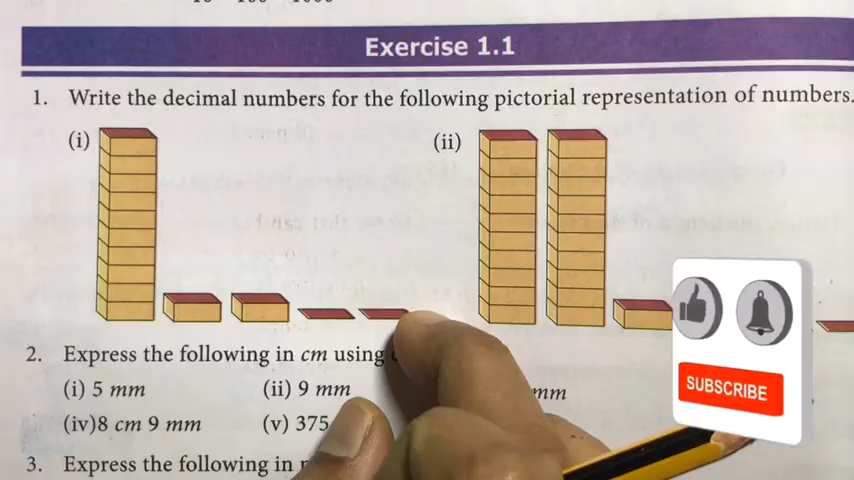 Exercise 1.1
1. Write the decimal numbers for the following pictorial representation of numbers.
(i) (ii)
2. Express the following in cm using
(i) 5 mm (ii) 9 mm mm
(iv)8 cm 9 mm (v) 375
3. Express the following in
SUBSCRIBE